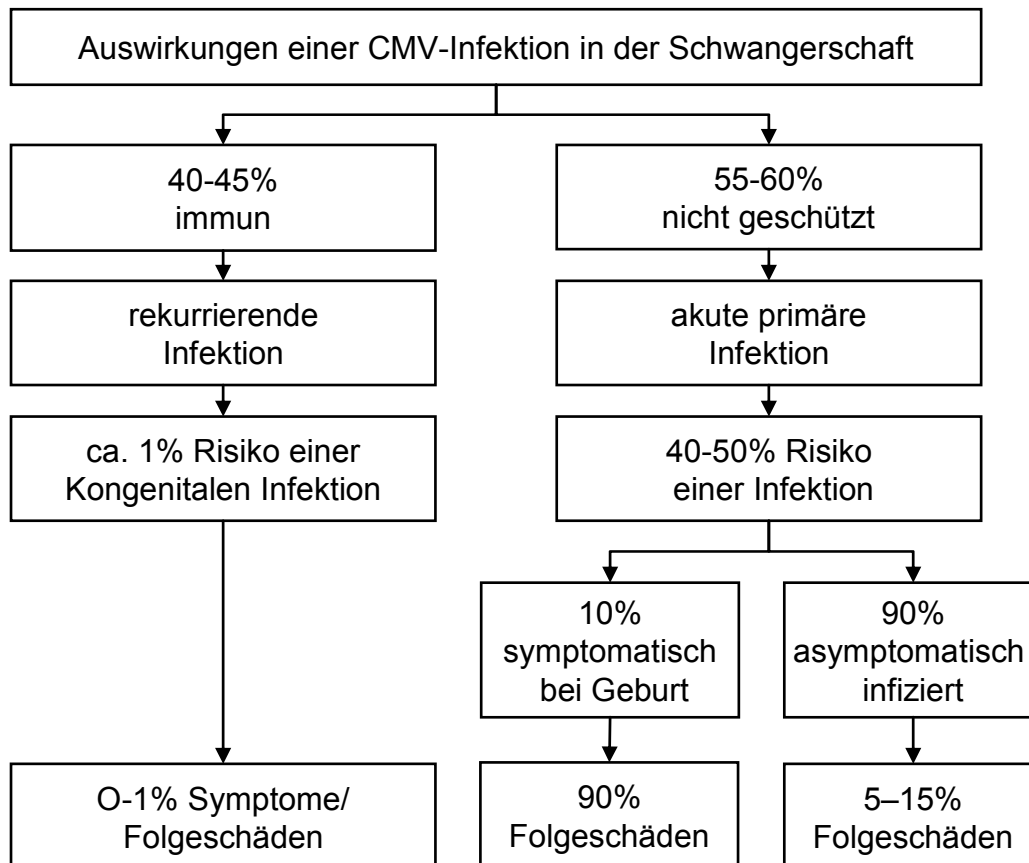 Auswirkungen einer CMV-Infektion in der Schwangerschaft
40-45%
immun
55-60%
nicht geschützt
rekurrierende
Infektion
akute primäre
Infektion
ca. 1% Risiko einer
Kongenitalen Infektion
40-50% Risiko
einer Infektion
10%
symptomatisch
bei Geburt
90%
asymptomatisch
infiziert
O-1% Symptome/
Folgeschäden
90%
Folgeschäden
5–15%
Folgeschäden